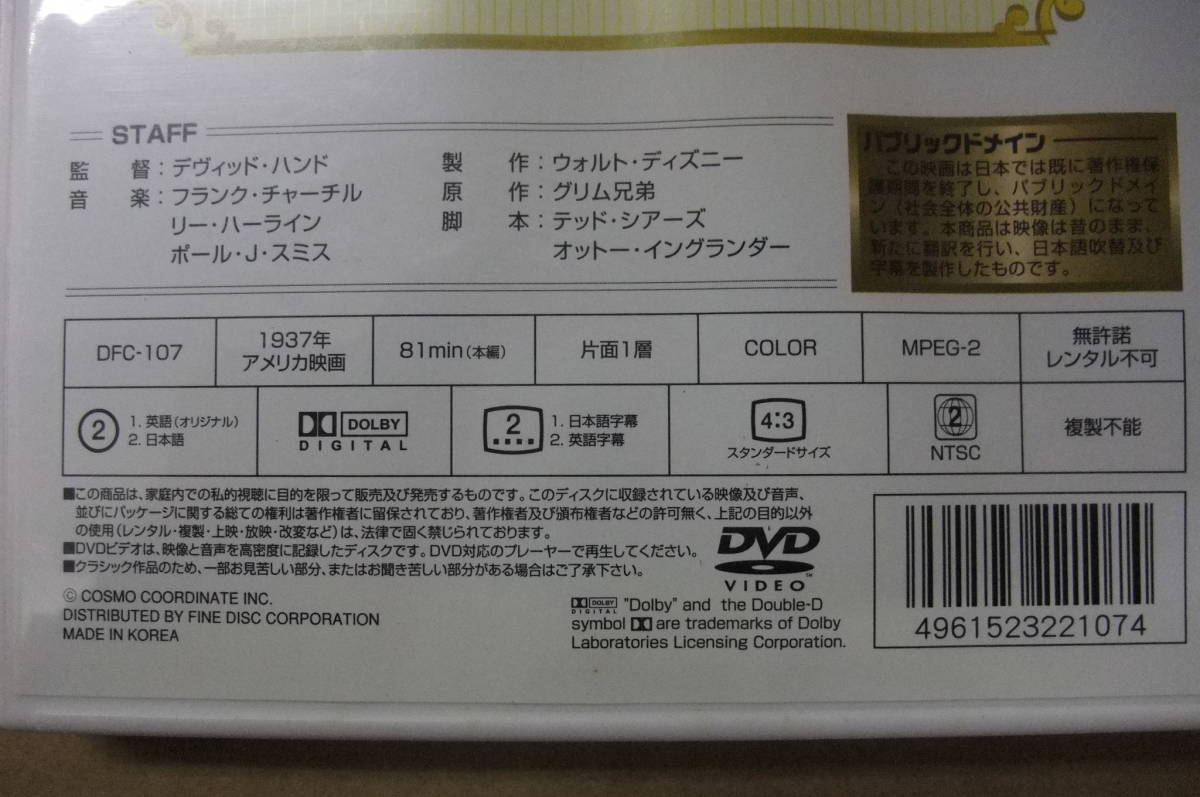 STAFF
監 督：デヴィッド・ハンド
音 楽：フランク・チャーチル
リー・ハーライン
ポール・J・スミス
製 作：ウォルト・ディズニー
原 作：グリム兄弟
脚 本：テッド・シアーズ
オットー・イングランダー
パブリックドメイン
この映画は日本では既に著作権保
護期間を終了し、パブリックドメイ
ン（社会全体の公共財産）になって
います。本商品は映像は昔のまま、
新たに翻訳を行い、日本語吹替及び
字幕を製作したものです。
DFC-107
1937年
アメリカ映画
81min（本編）
片面1層
COLOR
MPEG-2
無許諾
レンタル不可
2
1. 英語（オリジナル）
2. 日本語
DOLBY
DIGITAL
2
1. 日本語字幕
2. 英語字幕
4:3
スタンダードサイズ
2
NTSC
複製不能
■この商品は、家庭内での私的視聴に目的を限って販売及び発売するものです。このディスクに収録されている映像及び音声、
並びにパッケージに関する総ての権利は著作権者に留保されており、著作権者及び頒布権者などの許可無く、上記の目的以外
の使用（レンタル・複製・上映・放映・改変など）は、法律で固く禁じられております。
■DVDビデオは、映像と音声を高密度に記録したディスクです。DVD対応のプレーヤーで再生してください。
■クラシック作品のため、一部お見苦しい部分、またはお聞き苦しい部分がある場合はご了承下さい。
© COSMO COORDINATE INC.
DISTRIBUTED BY FINE DISC CORPORATION
MADE IN KOREA
DVD
VIDEO™
DOLBY DIGITAL "Dolby" and the Double-D
symbol are trademarks of Dolby
Laboratories Licensing Corporation.
4961523221074